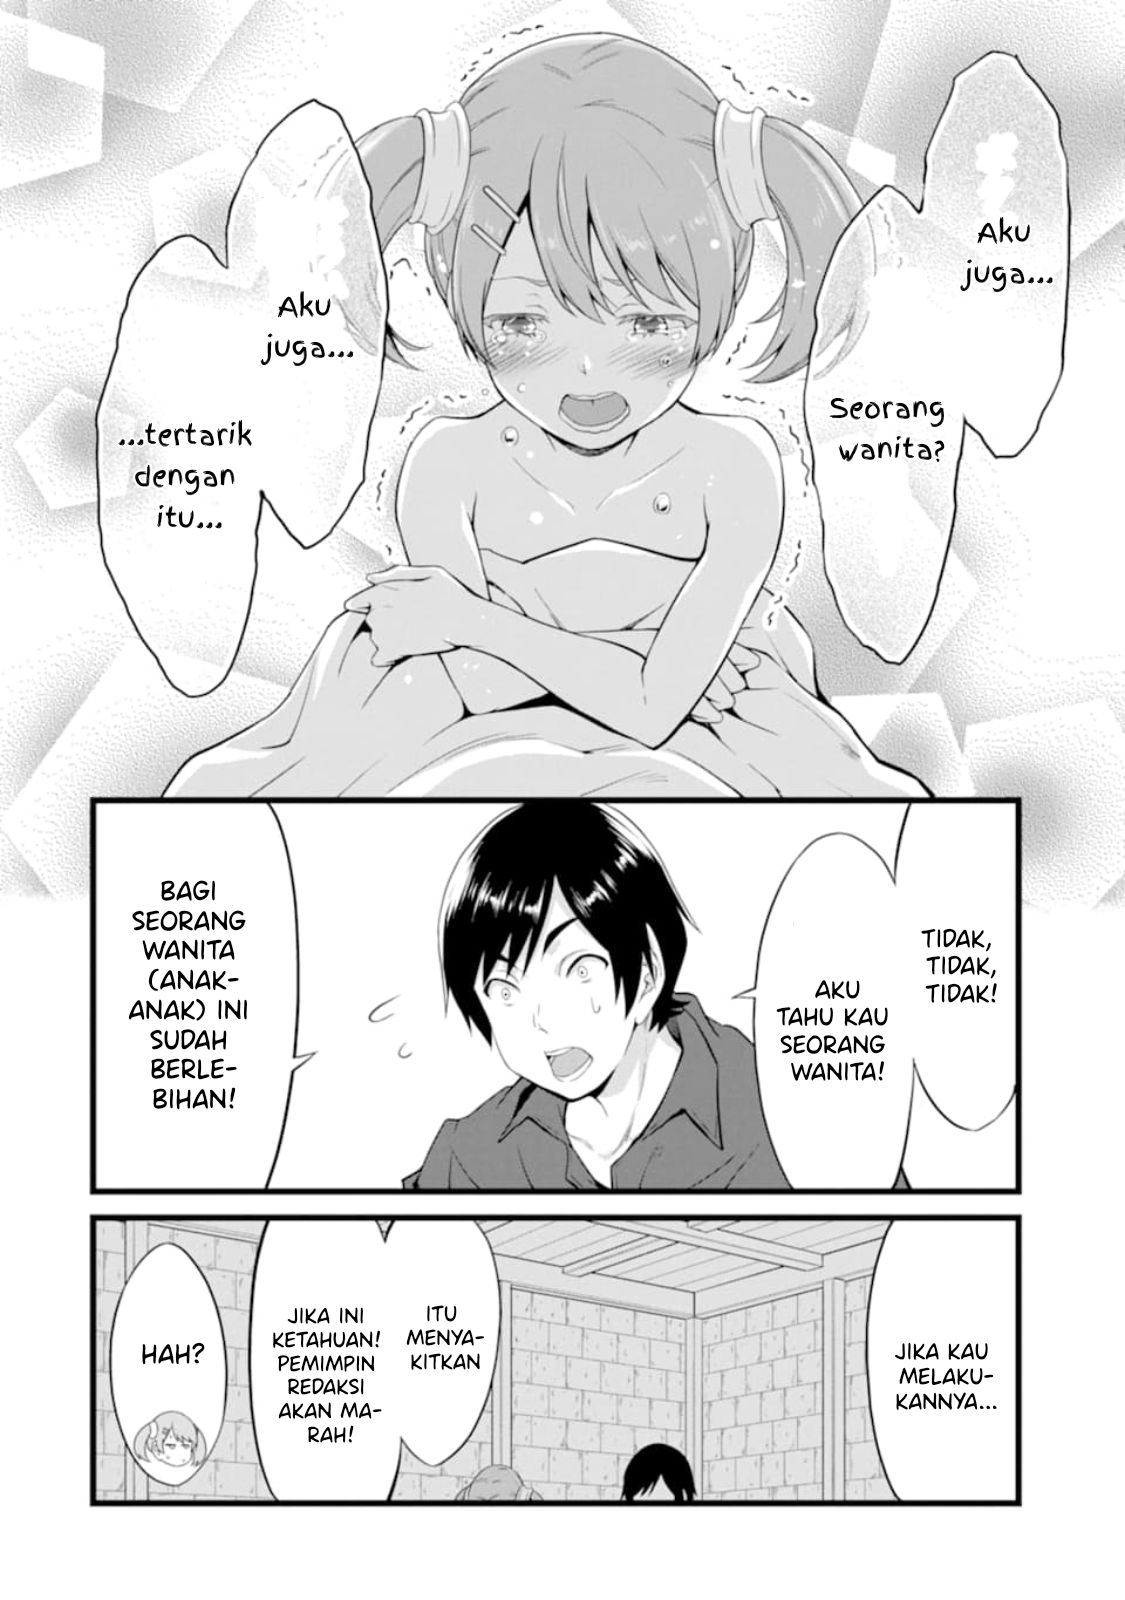 Aku
juga...
Seorang
wanita?
Aku
juga...
...tertarik
dengan
itu...
TIDAK,
TIDAK,
TIDAK!
AKU
TAHU KAU
SEORANG
WANITA!
BAGI
SEORANG
WANITA
(ANAK-
ANAK) INI
SUDAH
BERLE-
BIHAN!
JIKA KAU
MELAKU-
KANNYA...
ITU
MENYA-
KITKAN
JIKA INI
KETAHUAN!
PEMIMPIN
REDAKSI
AKAN MA-
RAH!
HAH?